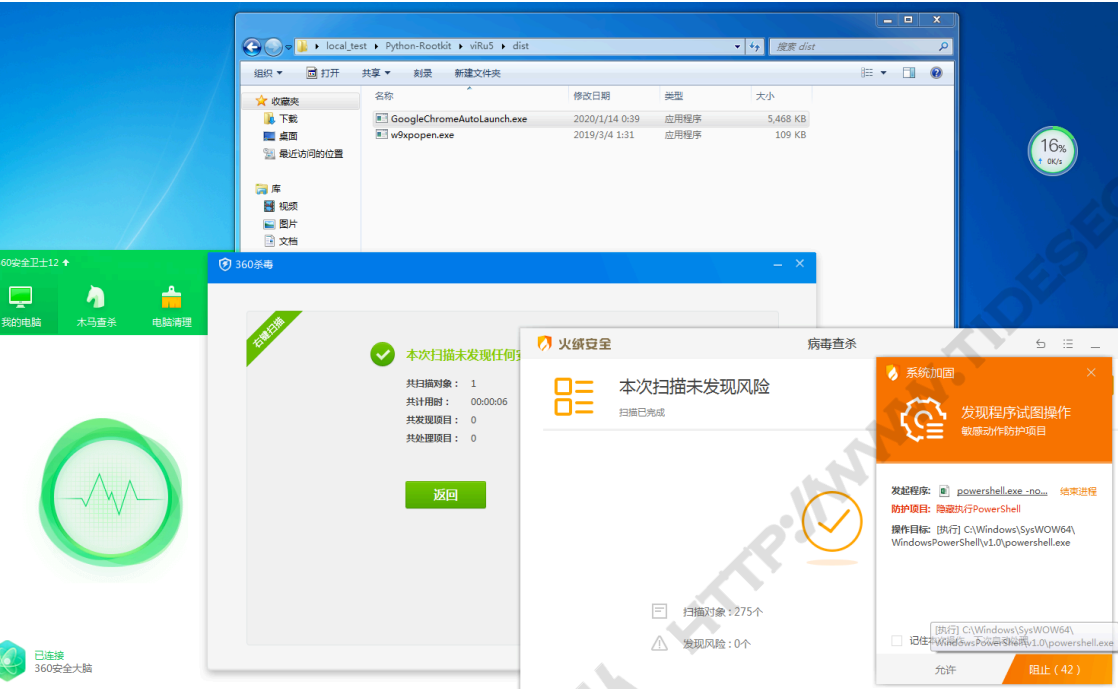 local_test ▸ Python-Rootkit ▸ viRu5 ▸ dist
搜索 dist
组织 打开 共享 刻录 新建文件夹
收藏夹
下载
桌面
最近访问的位置
库
视频
图片
文档
名称 修改日期 类型 大小
GoogleChromeAutoLaunch.exe 2020/1/14 0:39 应用程序 5,468 KB
w9xpopen.exe 2019/3/4 1:31 应用程序 109 KB
16%
0K/s
60安全卫士12
我的电脑 木马查杀 电脑清理
已连接
360安全大脑
360杀毒
右键扫描
本次扫描未发现任何
共扫描对象： 1
共计用时： 00:00:06
共发现项目： 0
共处理项目： 0
返回
火绒安全
病毒查杀
本次扫描未发现风险
扫描已完成
扫描对象：275个
发现风险：0个
系统加固
发现程序试图操作
敏感动作防护项目
发起程序: powershell.exe -no... 结束进程
防护项目: 隐藏执行PowerShell
操作目标: [执行] C:\Windows\SysWOW64\
WindowsPowerShell\v1.0\powershell.exe
记住
[执行] C:\Windows\SysWOW64\
WindowsPowerShell\v1.0\powershell.exe
允许
阻止（42）
HTTP://WWW.TIDESEC